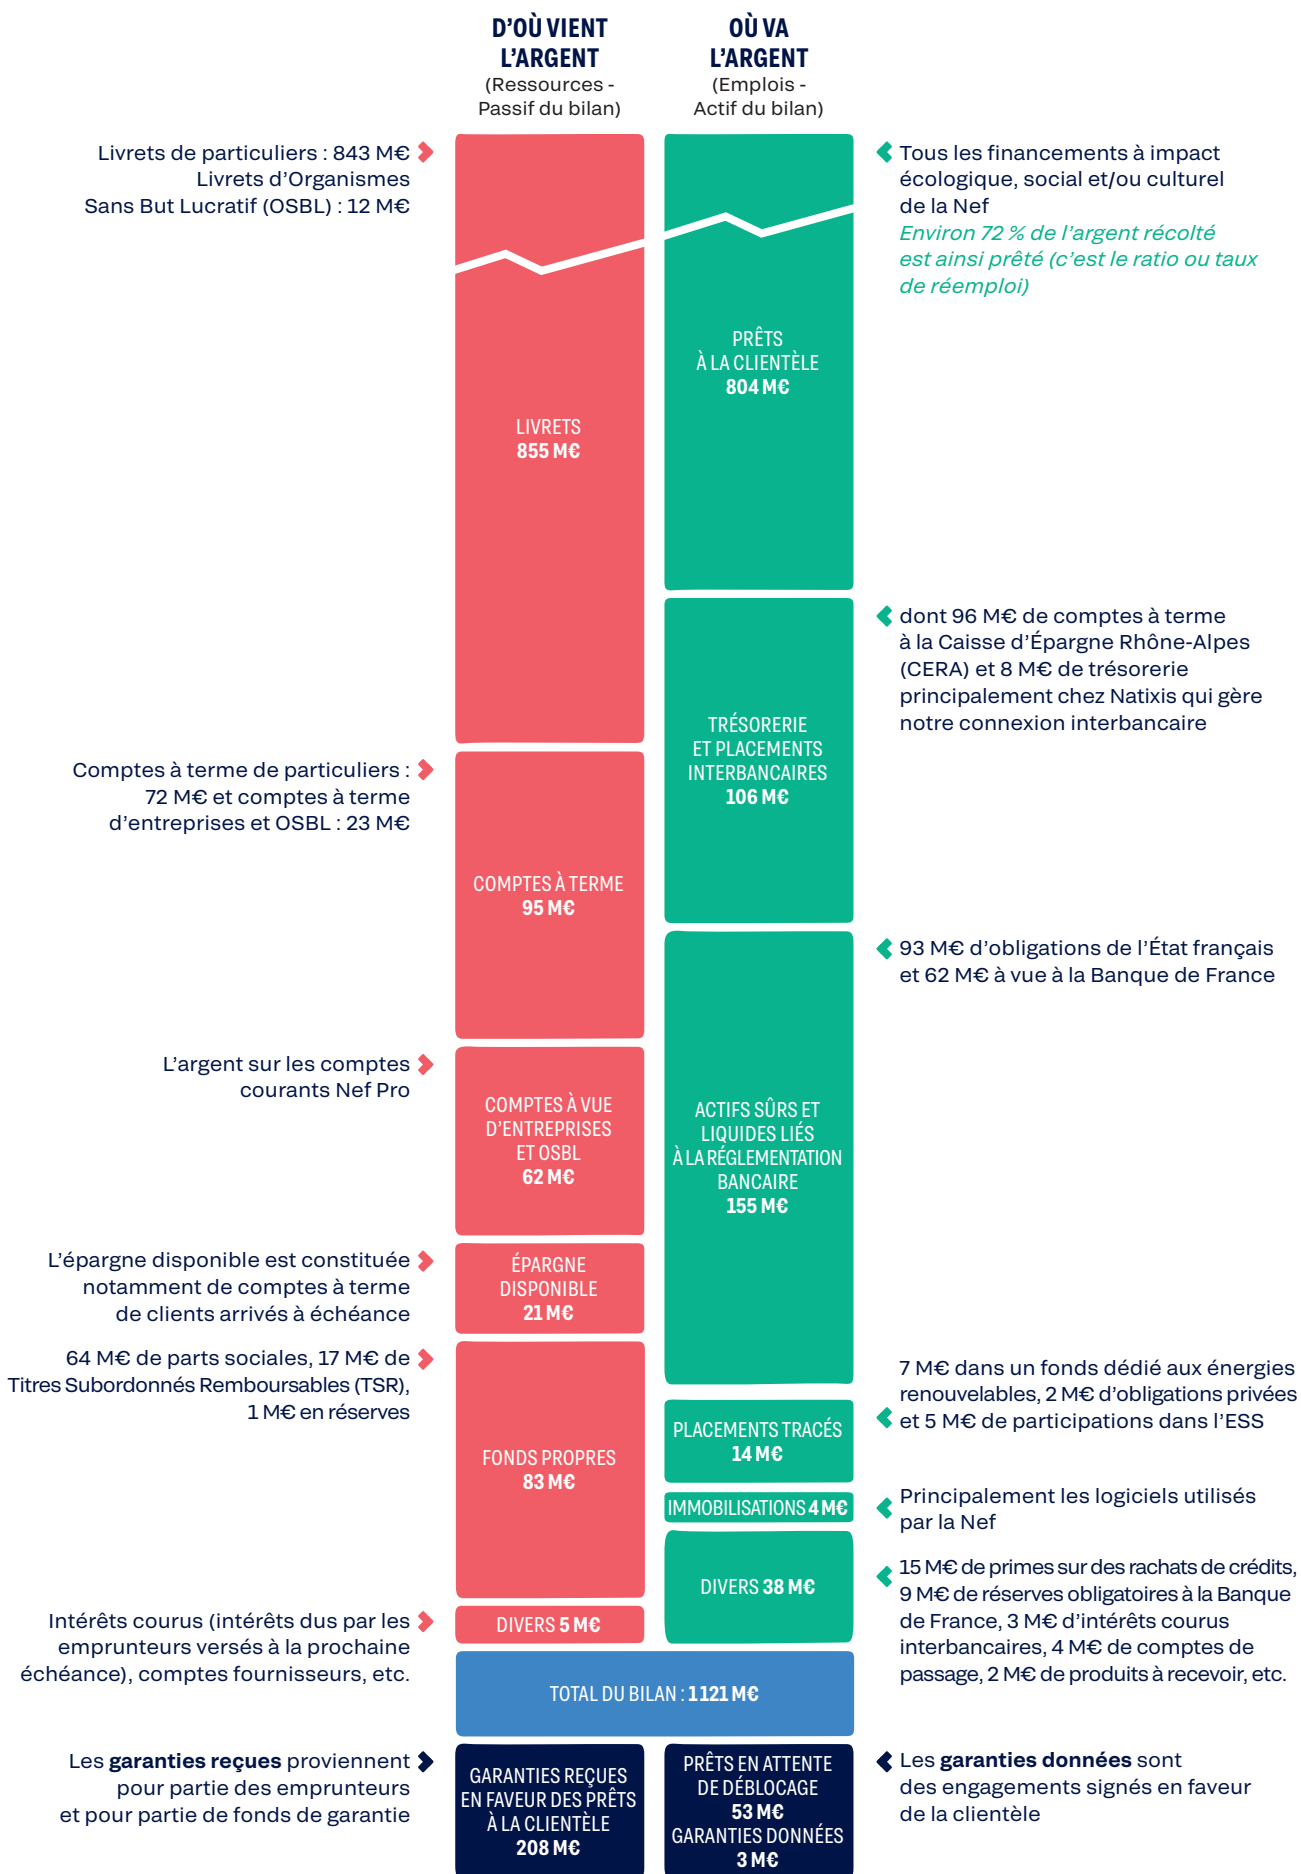 D'OÙ VIENT
L'ARGENT
(Ressources -
Passif du bilan)
OÙ VA
L'ARGENT
(Emplois -
Actif du bilan)
Livrets de particuliers : 843 M€
Livrets d'Organismes
Sans But Lucratif (OSBL) : 12 M€
LIVRETS
855 M€
Comptes à terme de particuliers :
72 M€ et comptes à terme
d'entreprises et OSBL : 23 M€
COMPTES À TERME
95 M€
L'argent sur les comptes
courants Nef Pro
COMPTES À VUE
D'ENTREPRISES
ET OSBL
62 M€
L'épargne disponible est constituée
notamment de comptes à terme
de clients arrivés à échéance
ÉPARGNE
DISPONIBLE
21 M€
64 M€ de parts sociales, 17 M€ de
Titres Subordonnés Remboursables (TSR),
1 M€ en réserves
FONDS PROPRES
83 M€
Intérêts courus (intérêts dus par les
emprunteurs versés à la prochaine
échéance), comptes fournisseurs, etc.
DIVERS 5 M€
PRÊTS
À LA CLIENTÈLE
804 M€
Tous les financements à impact
écologique, social et/ou culturel
de la Nef
Environ 72 % de l'argent récolté
est ainsi prêté (c'est le ratio ou taux
de réemploi)
TRÉSORERIE
ET PLACEMENTS
INTERBANCAIRES
106 M€
dont 96 M€ de comptes à terme
à la Caisse d'Épargne Rhône-Alpes
(CERA) et 8 M€ de trésorerie
principalement chez Natixis qui gère
notre connexion interbancaire
ACTIFS SÛRS ET
LIQUIDES LIÉS
À LA RÉGLEMENTATION
BANCAIRE
155 M€
93 M€ d'obligations de l'État français
et 62 M€ à vue à la Banque de France
PLACEMENTS TRACÉS
14 M€
7 M€ dans un fonds dédié aux énergies
renouvelables, 2 M€ d'obligations privées
et 5 M€ de participations dans l'ESS
IMMOBILISATIONS 4 M€
Principalement les logiciels utilisés
par la Nef
DIVERS 38 M€
15 M€ de primes sur des rachats de crédits,
9 M€ de réserves obligatoires à la Banque
de France, 3 M€ d'intérêts courus
interbancaires, 4 M€ de comptes de
passage, 2 M€ de produits à recevoir, etc.
TOTAL DU BILAN : 1 121 M€
Les garanties reçues proviennent
pour partie des emprunteurs
et pour partie de fonds de garantie
GARANTIES REÇUES
EN FAVEUR DES PRÊTS
À LA CLIENTÈLE
208 M€
PRÊTS EN ATTENTE
DE DÉBLOCAGE
53 M€
GARANTIES DONNÉES
3 M€
Les garanties données sont
des engagements signés en faveur
de la clientèle